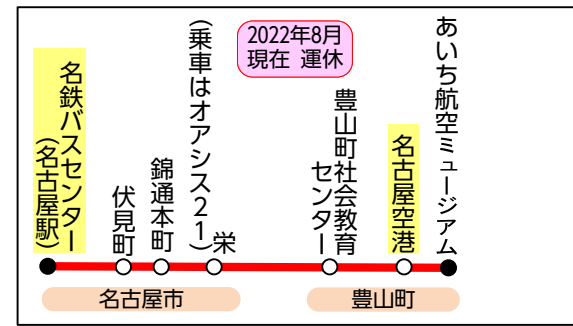 2022年8月
現在 運休
名鉄バスセンター
(名古屋駅)
伏見町
錦通本町
栄
(乗車はオアシス21)
豊山町社会教育
センター
名古屋空港
あいち航空ミュージアム
名古屋市
豊山町